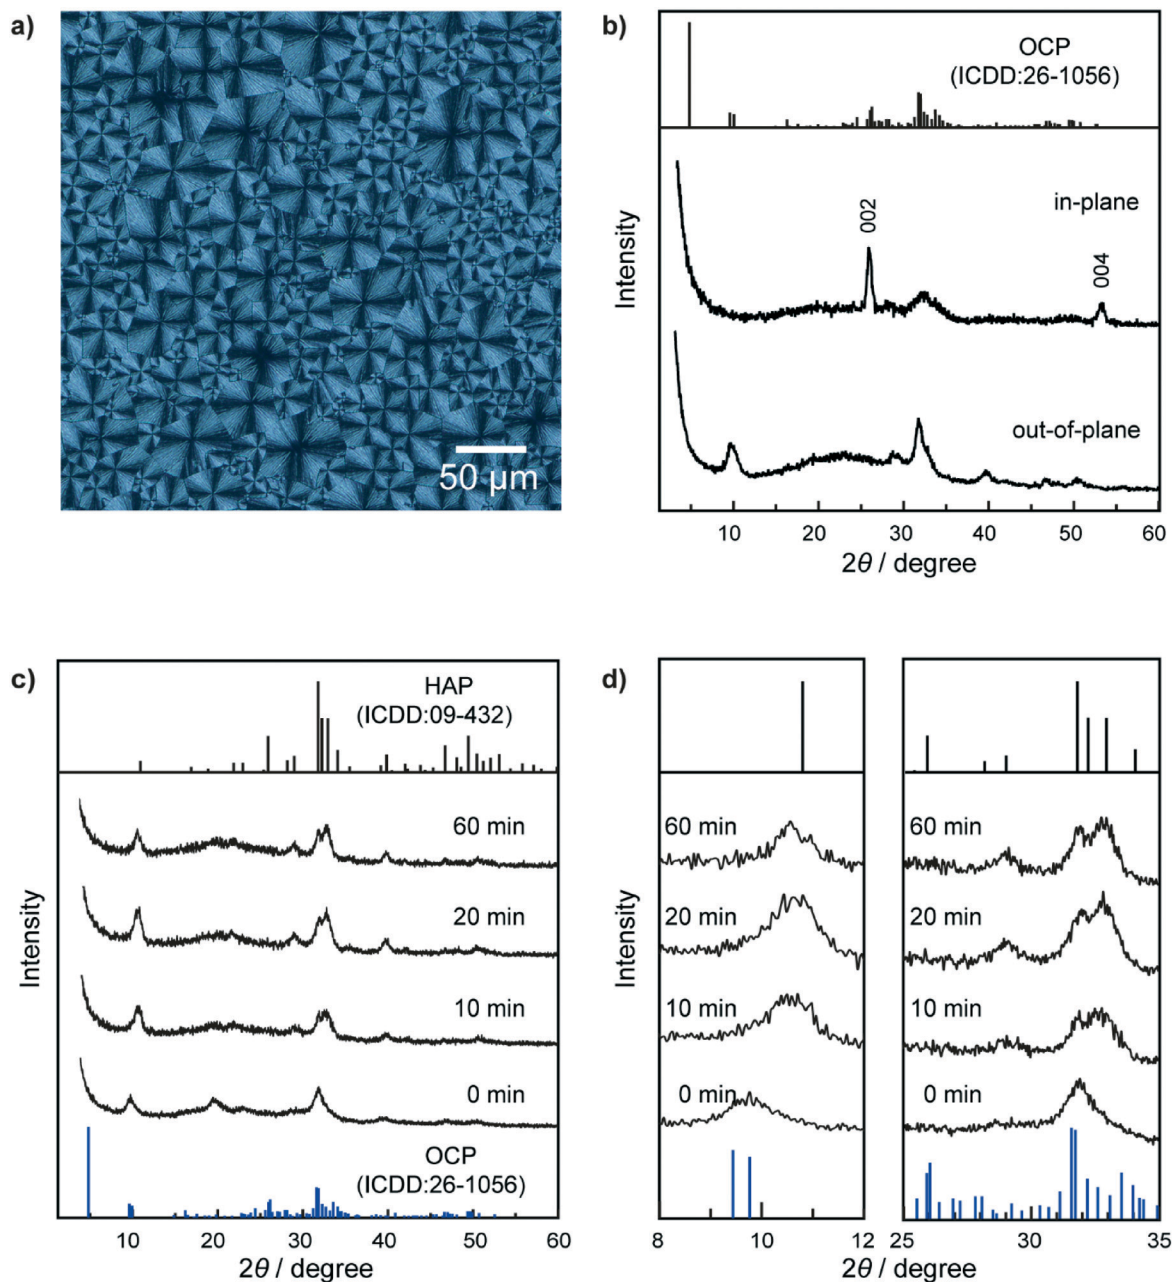 a)
50 μm
b)
OCP
(ICDD:26-1056)
in-plane
002
004
out-of-plane
Intensity
10 20 30 40 50 60
2θ / degree
c)
HAP
(ICDD:09-432)
60 min
20 min
10 min
0 min
OCP
(ICDD:26-1056)
Intensity
10 20 30 40 50 60
2θ / degree
d)
60 min
20 min
10 min
0 min
Intensity
8 10 12
60 min
20 min
10 min
0 min
25 30 35
2θ / degree